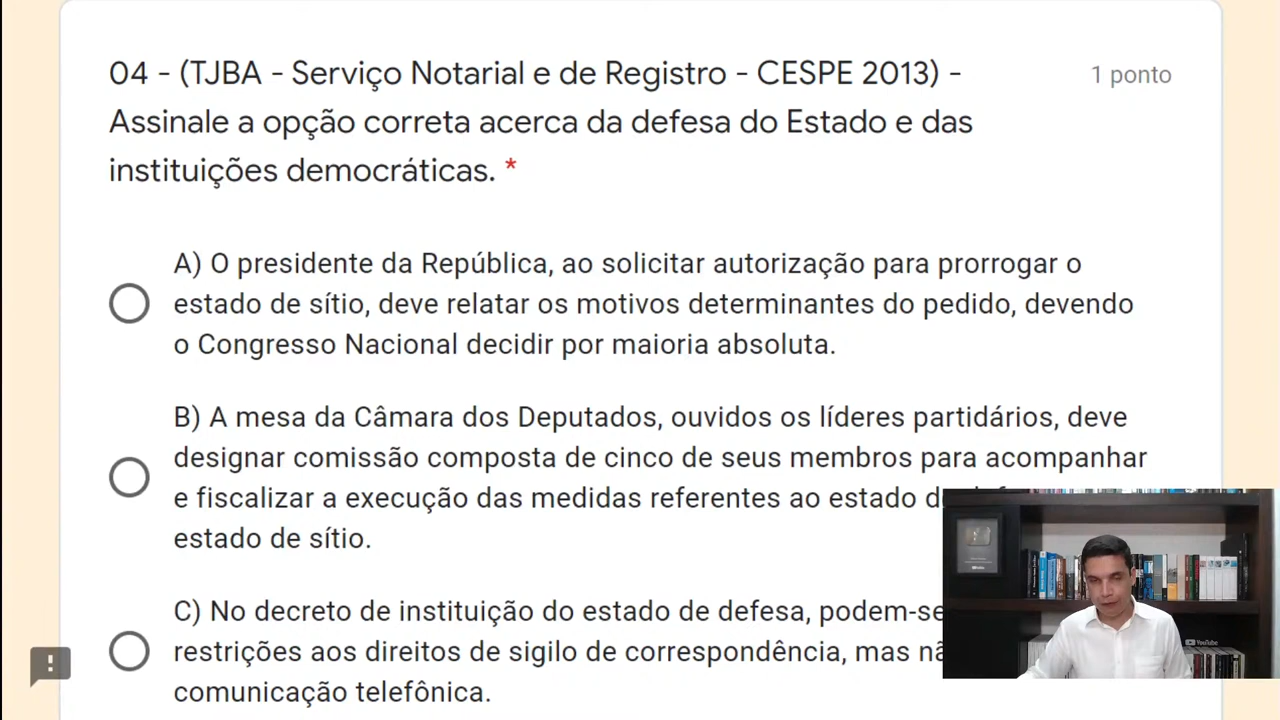 04 - (TJBA - Serviço Notarial e de Registro - CESPE 2013) -
1 ponto
Assinale a opção correta acerca da defesa do Estado e das
instituições democráticas. *
A) O presidente da República, ao solicitar autorização para prorrogar o
estado de sítio, deve relatar os motivos determinantes do pedido, devendo
o Congresso Nacional decidir por maioria absoluta.
B) A mesa da Câmara dos Deputados, ouvidos os líderes partidários, deve
designar comissão composta de cinco de seus membros para acompanhar
e fiscalizar a execução das medidas referentes ao estado
estado de sítio.
C) No decreto de instituição do estado de defesa, podem-se
restrições aos direitos de sigilo de correspondência, mas
comunicação telefônica.
YouTube